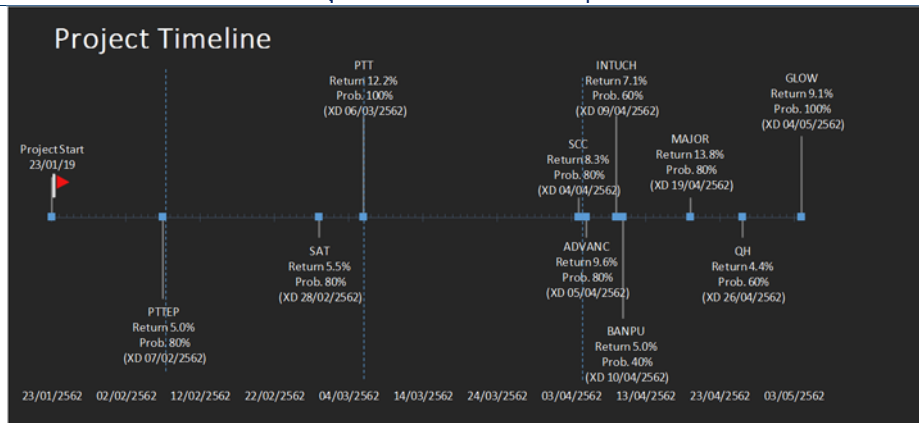 Project Timeline
Project Start
23/01/19
PTTEP
Return 5.0%
Prob. 80%
(XD 07/02/2562)
SAT
Return 5.5%
Prob. 80%
(XD 28/02/2562)
PTT
Return 12.2%
Prob. 100%
(XD 06/03/2562)
SCC
Return 8.3%
Prob. 80%
(XD 04/04/2562)
ADVANC
Return 9.6%
Prob. 80%
(XD 05/04/2562)
INTUCH
Return 7.1%
Prob. 60%
(XD 09/04/2562)
BANPU
Return 5.0%
Prob. 40%
(XD 10/04/2562)
MAJOR
Return 13.8%
Prob. 80%
(XD 19/04/2562)
QH
Return 4.4%
Prob. 60%
(XD 26/04/2562)
GLOW
Return 9.1%
Prob. 100%
(XD 04/05/2562)
23/01/2562 02/02/2562 12/02/2562 22/02/2562 04/03/2562 14/03/2562 24/03/2562 03/04/2562 13/04/2562 23/04/2562 03/05/2562